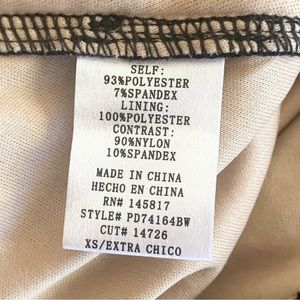 SELF:
93%POLYESTER
7%SPANDEX
LINING:
100%POLYESTER
CONTRAST:
90%NYLON
10%SPANDEX
MADE IN CHINA
HECHO EN CHINA
RN# 145817
STYLE# PD74164BW
CUT# 14726
XS/EXTRA CHICO